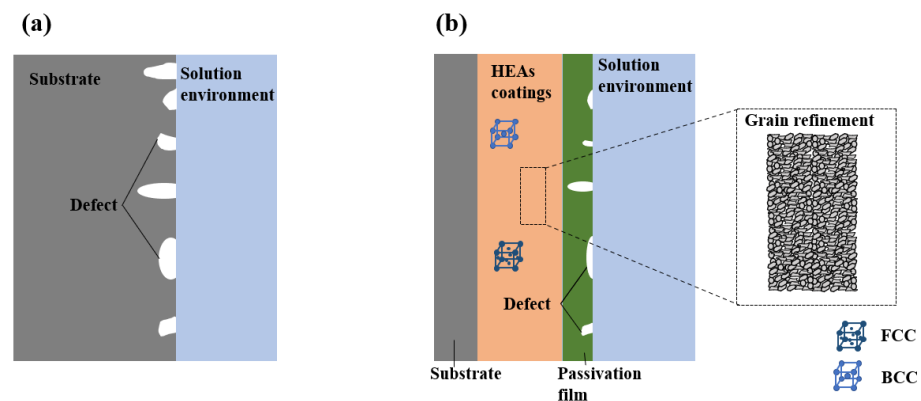 (a)
Substrate
Solution
environment
Defect
(b)
HEAs
coatings
Solution
environment
Defect
Substrate
Passivation
film
Grain refinement
FCC
BCC